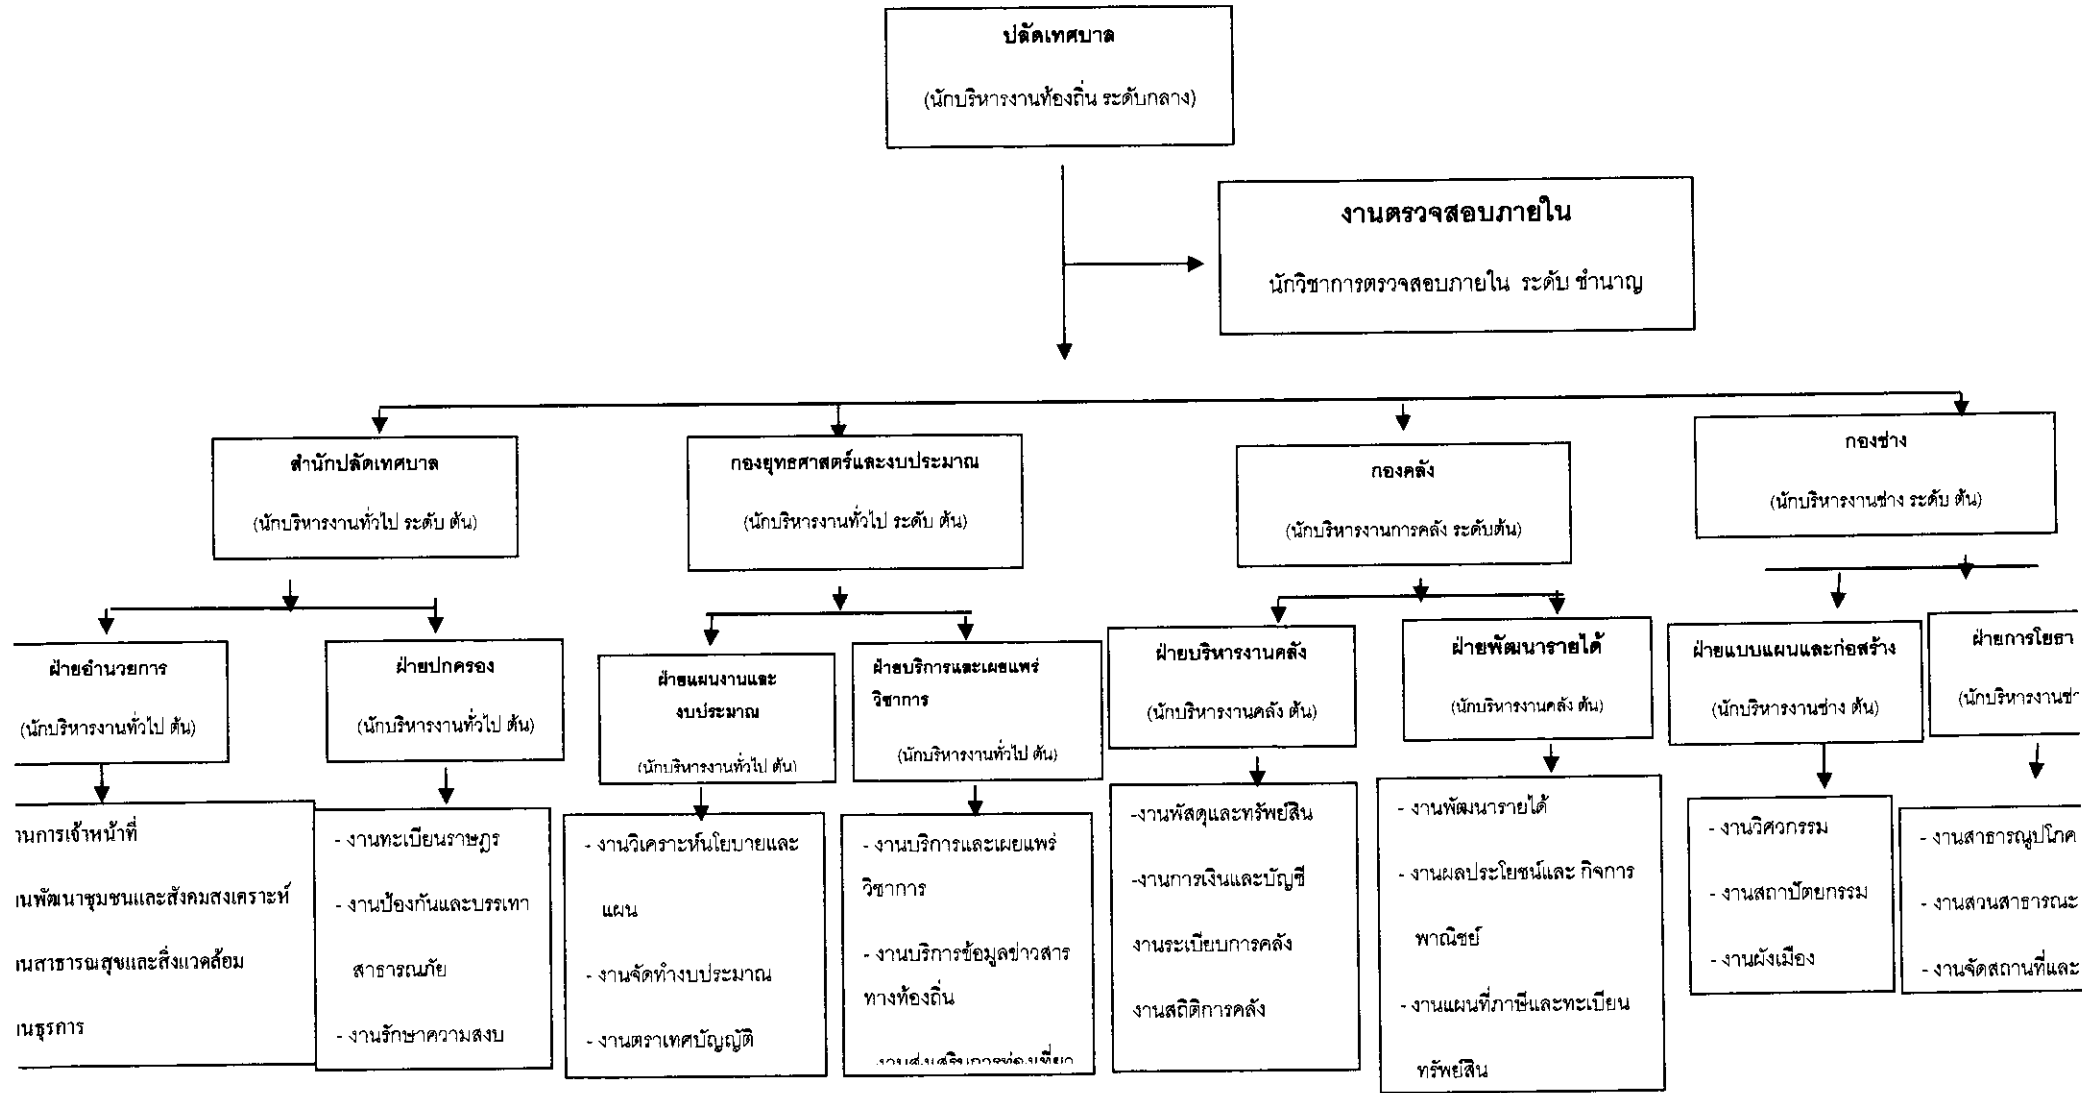 ปลัดเทศบาล
(นักบริหารงานท้องถิ่น ระดับกลาง)
งานตรวจสอบภายใน
นักวิชาการตรวจสอบภายใน ระดับ ชำนาญ
สำนักปลัดเทศบาล
(นักบริหารงานทั่วไป ระดับ ต้น)
กองยุทธศาสตร์และงบประมาณ
(นักบริหารงานทั่วไป ระดับ ต้น)
กองคลัง
(นักบริหารงานการคลัง ระดับต้น)
กองช่าง
(นักบริหารงานช่าง ระดับ ต้น)
ฝ่ายอำนวยการ
(นักบริหารงานทั่วไป ต้น)
ฝ่ายปกครอง
(นักบริหารงานทั่วไป ต้น)
ฝ่ายแผนงานและ
งบประมาณ
(นักบริหารงานทั่วไป ต้น)
ฝ่ายบริการและเผยแพร่
วิชาการ
(นักบริหารงานทั่วไป ต้น)
ฝ่ายบริหารงานคลัง
(นักบริหารงานคลัง ต้น)
ฝ่ายพัฒนารายได้
(นักบริหารงานคลัง ต้น)
ฝ่ายแบบแผนและก่อสร้าง
(นักบริหารงานช่าง ต้น)
ฝ่ายการโยธา
(นักบริหารงานช่
านการเจ้าหน้าที่
นพัฒนาชุมชนและสังคมสงเคราะห์
นสาธารณสุขและสิ่งแวดล้อม
นธุรการ
- งานทะเบียนราษฎร
- งานป้องกันและบรรเทา
สาธารณภัย
- งานรักษาความสงบ
- งานวิเคราะห์นโยบายและ
แผน
- งานจัดทำงบประมาณ
- งานตราเทศบัญญัติ
- งานบริการและเผยแพร่
วิชาการ
- งานบริการข้อมูลข่าวสาร
ทางท้องถิ่น
- งานส่งเสริมการท่องเที่ยว
-งานพัสดุและทรัพย์สิน
-งานการเงินและบัญชี
งานระเบียบการคลัง
งานสถิติการคลัง
- งานพัฒนารายได้
- งานผลประโยชน์และ กิจการ
พาณิชย์
- งานแผนที่ภาษีและทะเบียน
ทรัพย์สิน
- งานวิศวกรรม
- งานสถาปัตยกรรม
- งานผังเมือง
- งานสาธารณูปโภค
- งานสวนสาธารณะ
- งานจัดสถานที่และ